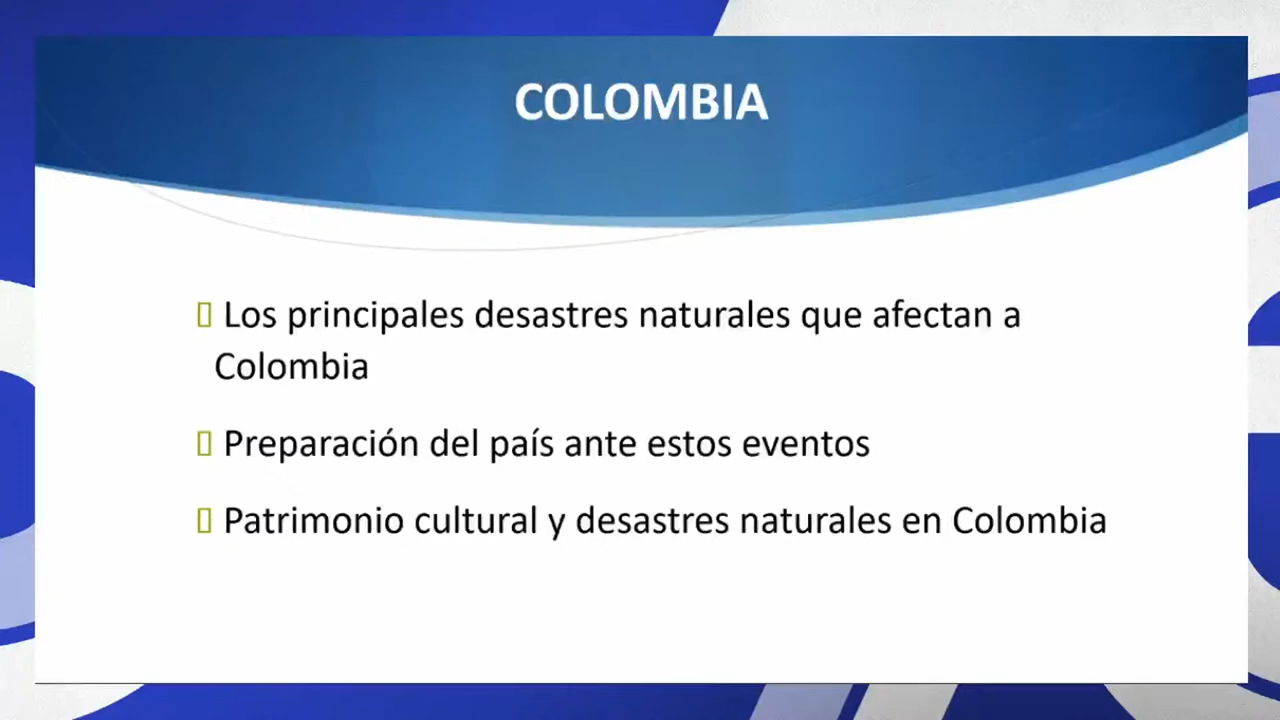 COLOMBIA
Los principales desastres naturales que afectan a
Colombia
Preparación del país ante estos eventos
Patrimonio cultural y desastres naturales en Colombia